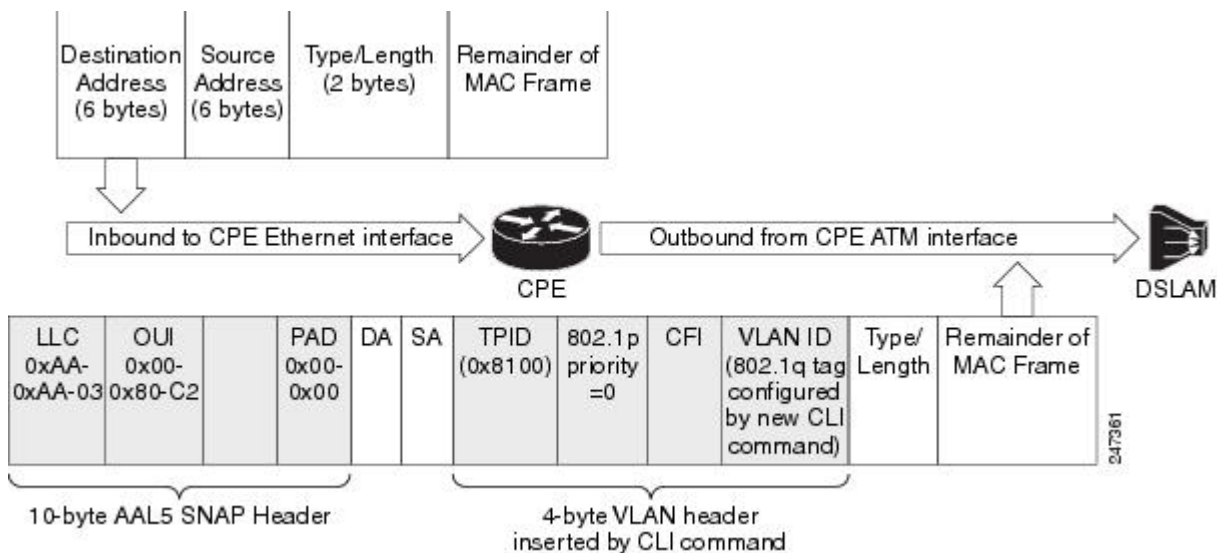 Destination Address (6 bytes)
Source Address (6 bytes)
Type/Length (2 bytes)
Remainder of MAC Frame
Inbound to CPE Ethernet interface
CPE
Outbound from CPE ATM interface
DSLAM
LLC 0xAA-0xAA-03
OUI 0x00-0x80-C2
PAD 0x00-0x00
DA
SA
TPID (0x8100)
802.1p priority =0
CFI
VLAN ID (802.1q tag configured by new CLI command)
Type/Length
Remainder of MAC Frame
247361
10-byte AAL5 SNAP Header
4-byte VLAN header inserted by CLI command